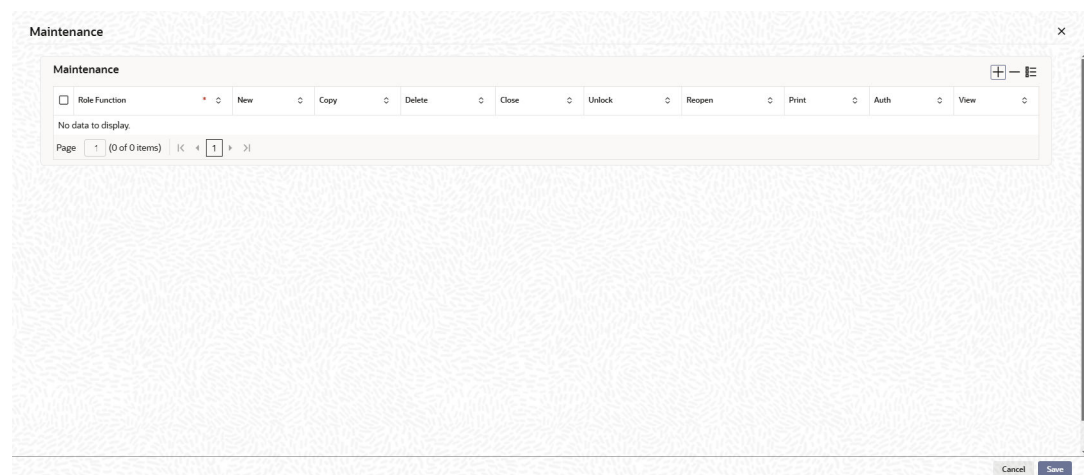 Maintenance
Maintenance
Role Function * New Copy Delete Close Unlock Reopen Print Auth View
No data to display.
Page 1 (0 of 0 items) 1
Cancel Save